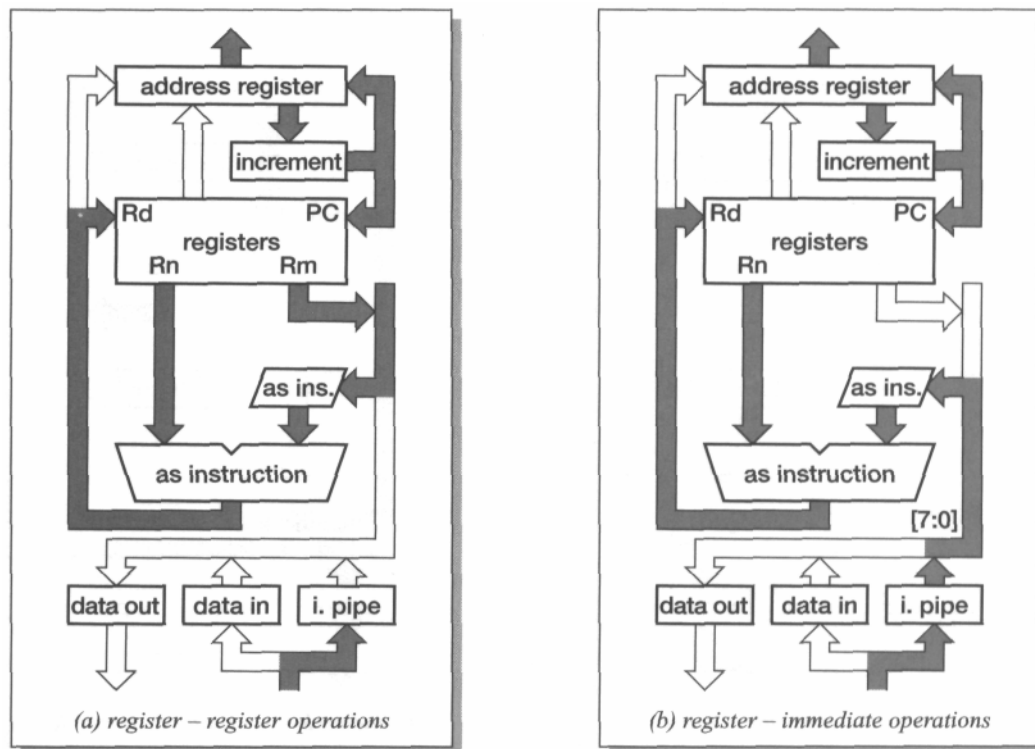 address register
increment
Rd PC
registers
Rn Rm
as ins.
as instruction
data out data in i. pipe
(a) register – register operations
address register
increment
Rd PC
registers
Rn
as ins.
as instruction
[7:0]
data out data in i. pipe
(b) register – immediate operations